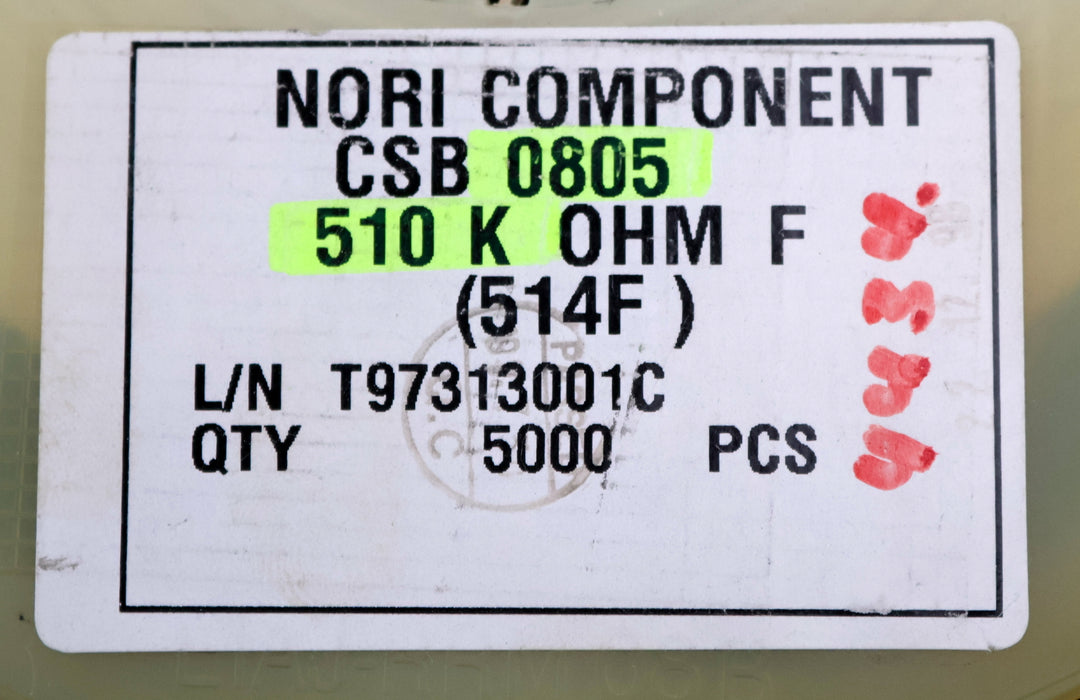 NORI COMPONENT
CSB 0805
510 K OHM F
(514F )
L/N T97313001C
QTY 5000 PCS